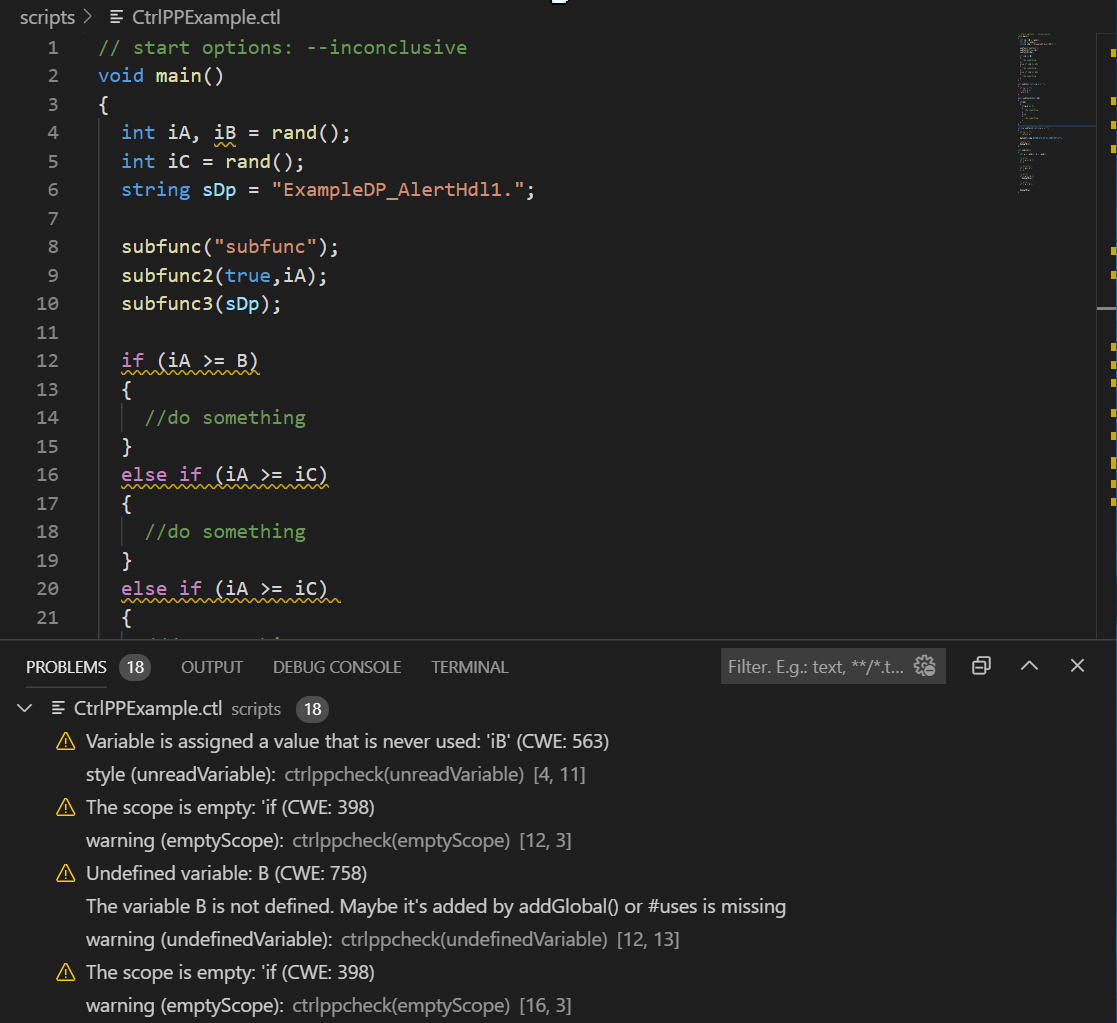 scripts > CtrlPPExample.ctl
1 // start options: --inconclusive
2 void main()
3 {
4 int iA, iB = rand();
5 int iC = rand();
6 string sDp = "ExampleDP_AlertHdl1.";
7
8 subfunc("subfunc");
9 subfunc2(true,iA);
10 subfunc3(sDp);
11
12 if (iA >= B)
13 {
14 //do something
15 }
16 else if (iA >= iC)
17 {
18 //do something
19 }
20 else if (iA >= iC)
21 {
PROBLEMS 18 OUTPUT DEBUG CONSOLE TERMINAL Filter. E.g.: text, **/*.t...
CtrlPPExample.ctl scripts 18
Variable is assigned a value that is never used: 'iB' (CWE: 563)
style (unreadVariable): ctrlppcheck(unreadVariable) [4, 11]
The scope is empty: 'if (CWE: 398)
warning (emptyScope): ctrlppcheck(emptyScope) [12, 3]
Undefined variable: B (CWE: 758)
The variable B is not defined. Maybe it's added by addGlobal() or #uses is missing
warning (undefinedVariable): ctrlppcheck(undefinedVariable) [12, 13]
The scope is empty: 'if (CWE: 398)
warning (emptyScope): ctrlppcheck(emptyScope) [16, 3]